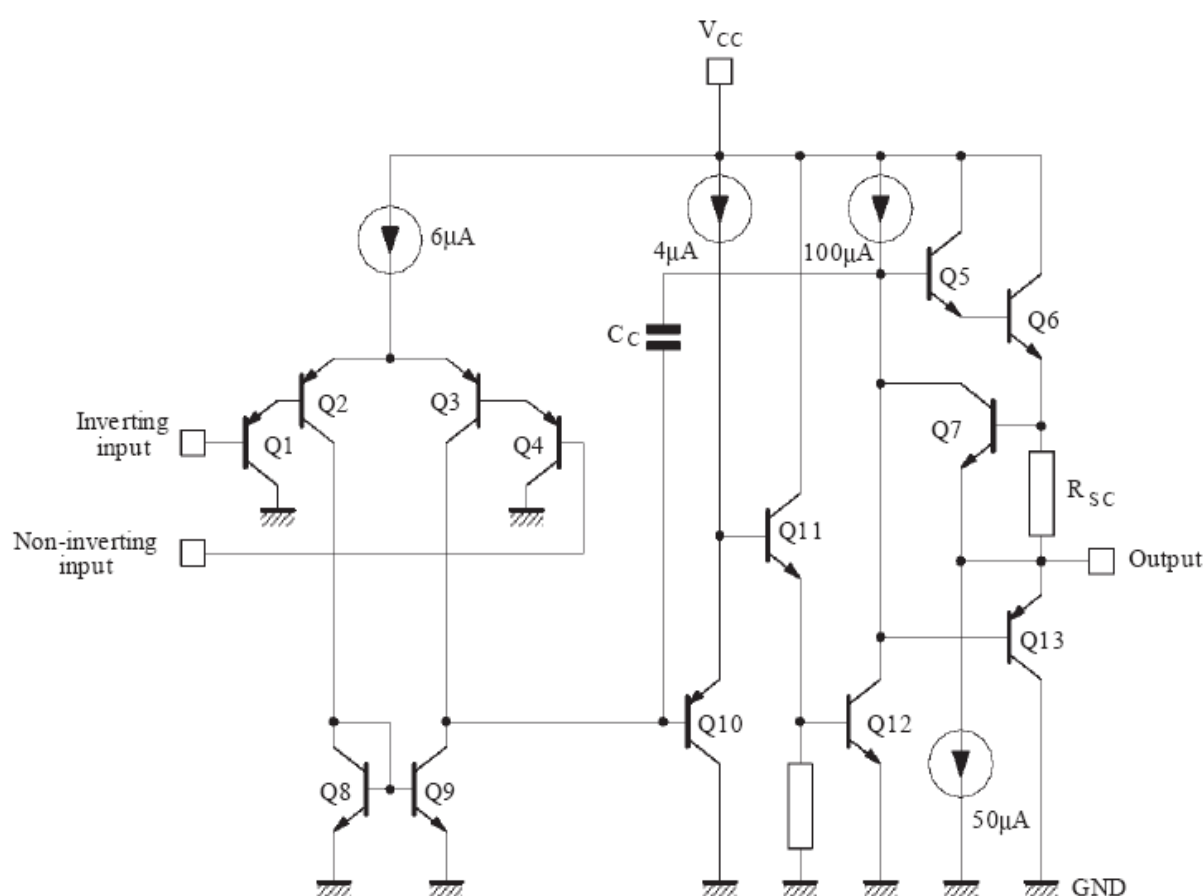 VCC
6μA
4μA
100μA
Q5
Q6
CC
Q2
Q3
Inverting
input
Q1
Q4
Q7
RSC
Non-inverting
input
Q11
Output
Q13
Q10
Q12
Q8
Q9
50μA
GND